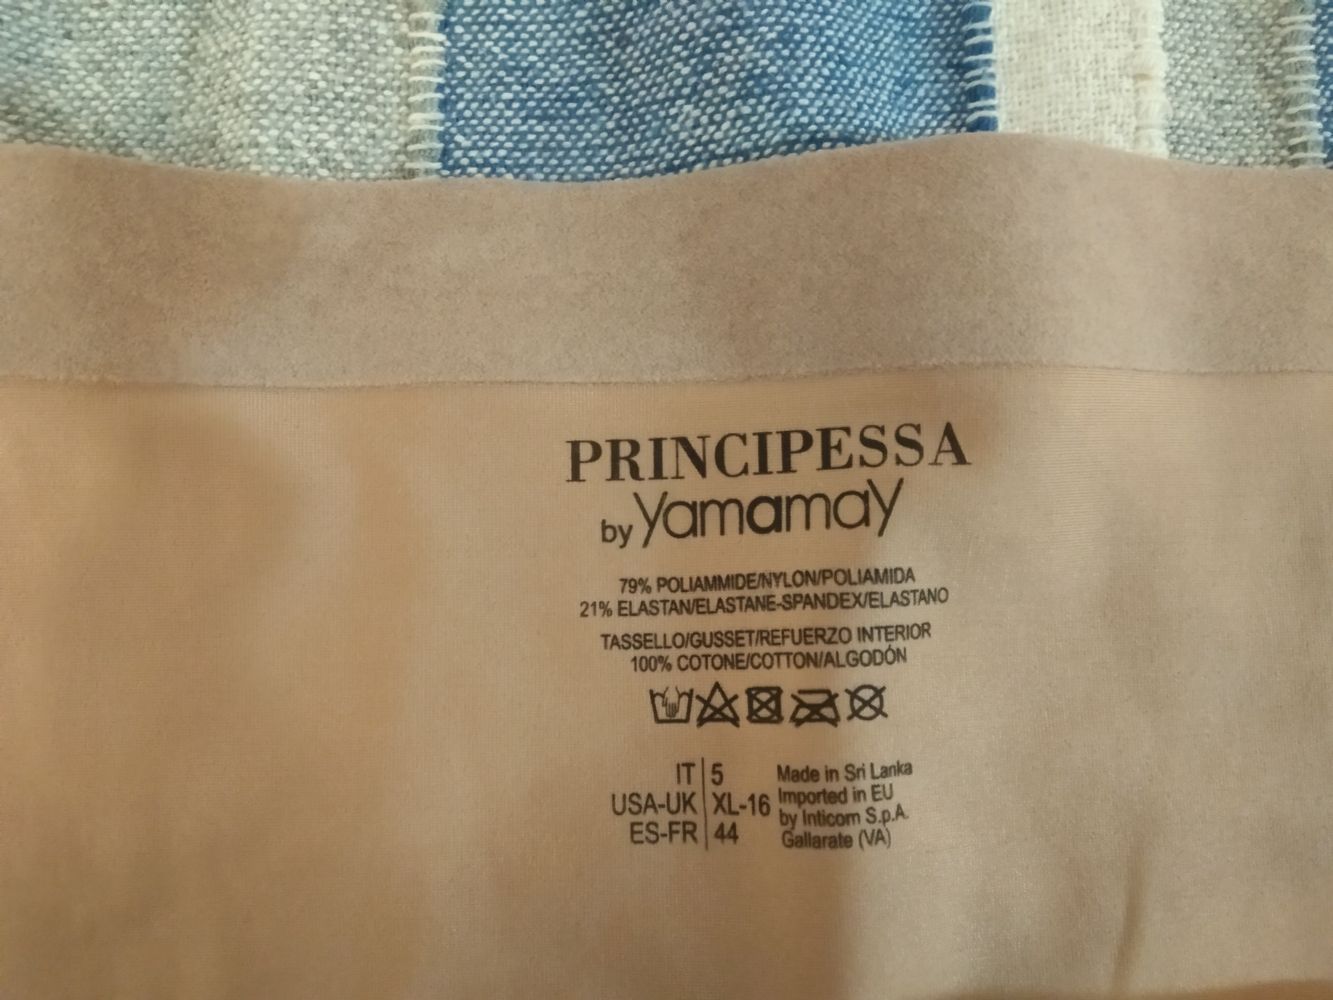 PRINCIPESSA
by yamamay
79% POLIAMMIDE/NYLON/POLIAMIDA
21% ELASTAN/ELASTANE-SPANDEX/ELASTANO
TASSELLO/GUSSET/REFUERZO INTERIOR
100% COTONE/COTTON/ALGODÓN
IT 5
USA-UK XL-16
ES-FR 44
Made in Sri Lanka
Imported in EU
by Inticom S.p.A.
Gallarate (VA)